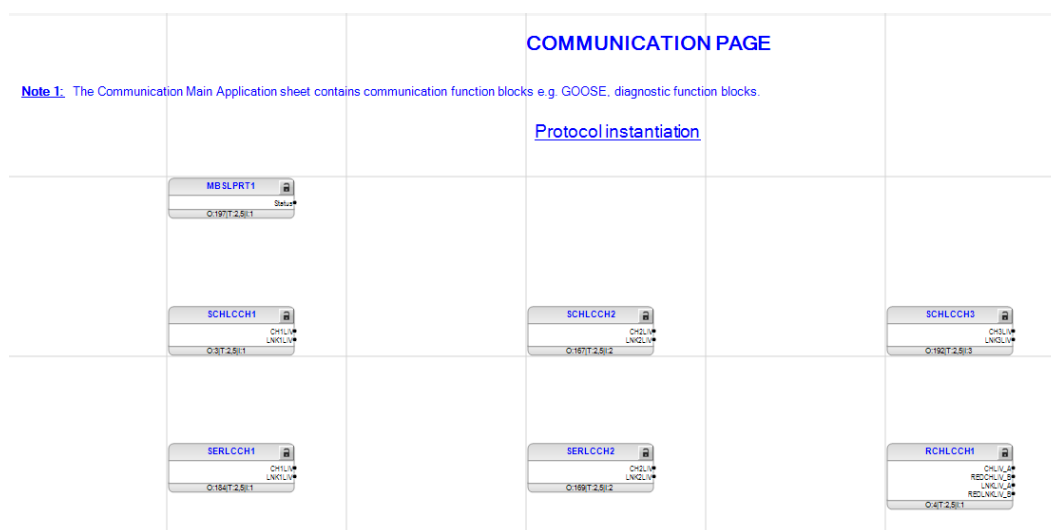 COMMUNICATION PAGE
Note 1: The Communication Main Application sheet contains communication function blocks e.g. GOOSE, diagnostic function blocks.
Protocol instantiation
MBSLPRT1
Status
O:197|T:2,5|I:1
SCHLCCH1
CH1LIV
LNK1LIV
O:3|T:2,5|I:1
SCHLCCH2
CH2LIV
LNK2LIV
O:167|T:2,5|I:2
SCHLCCH3
CH3LIV
LNK3LIV
O:192|T:2,5|I:3
SERLCCH1
CH1LIV
LNK1LIV
O:184|T:2,5|I:1
SERLCCH2
CH2LIV
LNK2LIV
O:169|T:2,5|I:2
RCHLCCH1
CHLIV_A
REDCHLIV_B
LNKLIV_A
REDLNKLIV_B
O:4|T:2,5|I:1